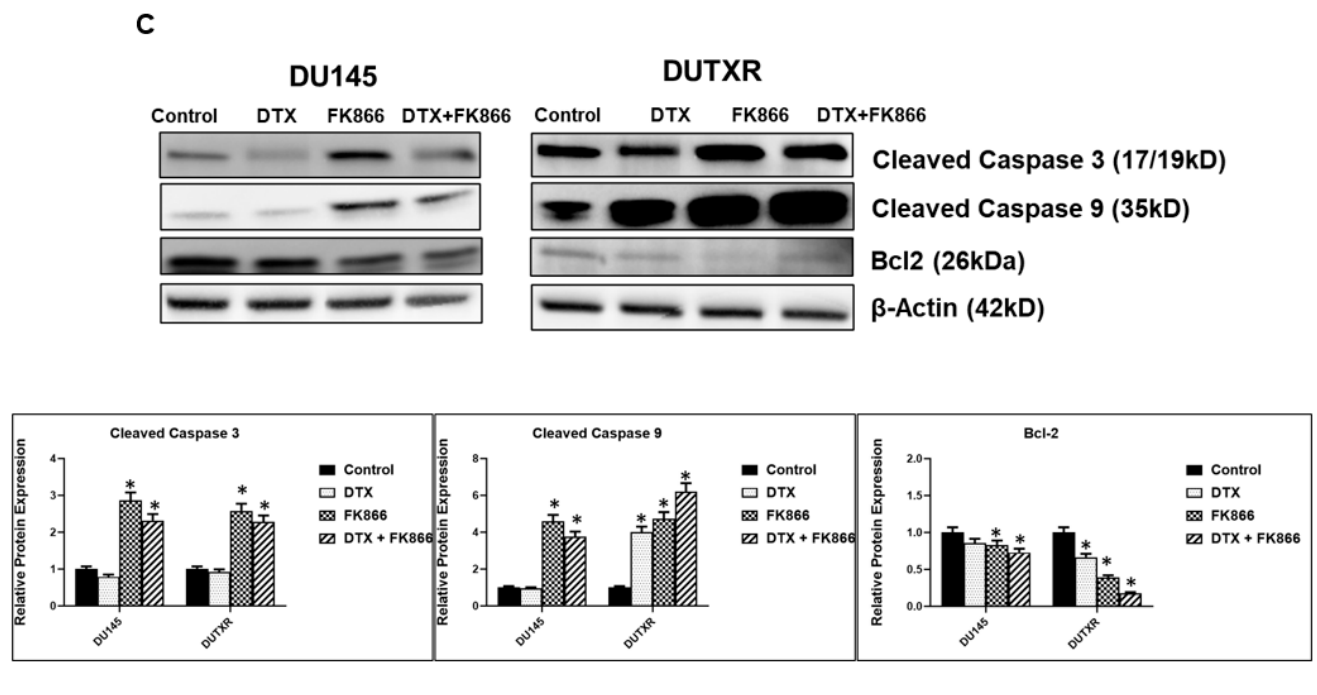 C
DU145
DUTXR
Control DTX FK866 DTX+FK866
Control DTX FK866 DTX+FK866
Cleaved Caspase 3 (17/19kD)
Cleaved Caspase 9 (35kD)
Bcl2 (26kDa)
β-Actin (42kD)
Cleaved Caspase 3
Relative Protein Expression
4
3
2
1
0
* * * *
DU145
DUTXR
Control
DTX
FK866
DTX + FK866
Cleaved Caspase 9
Relative Protein Expression
8
6
4
2
0
* * * * *
DU145
DUTXR
Control
DTX
FK866
DTX + FK866
Bcl-2
Relative Protein Expression
2.0
1.5
1.0
0.5
0.0
* * * * *
DU145
DUTXR
Control
DTX
FK866
DTX + FK866